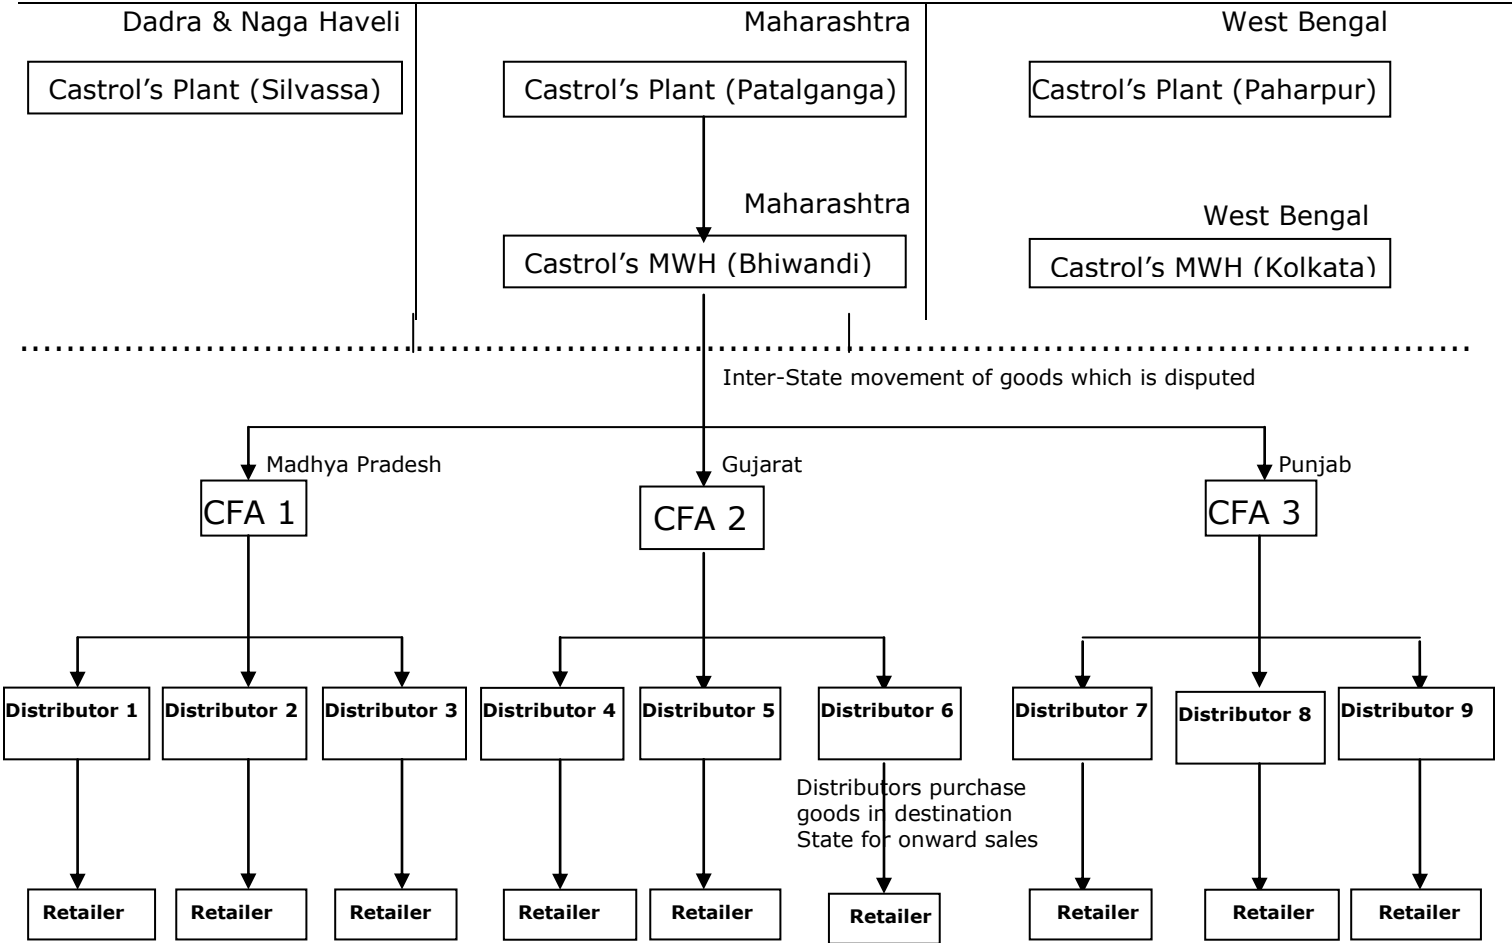 Dadra & Naga Haveli
Maharashtra
West Bengal
Castrol’s Plant (Silvassa)
Castrol’s Plant (Patalganga)
Castrol’s Plant (Paharpur)
Maharashtra
West Bengal
Castrol’s MWH (Bhiwandi)
Castrol’s MWH (Kolkata)
Inter-State movement of goods which is disputed
Madhya Pradesh
Gujarat
Punjab
CFA 1
CFA 2
CFA 3
Distributor 1
Distributor 2
Distributor 3
Distributor 4
Distributor 5
Distributor 6
Distributor 7
Distributor 8
Distributor 9
Distributors purchase
goods in destination
State for onward sales
Retailer
Retailer
Retailer
Retailer
Retailer
Retailer
Retailer
Retailer
Retailer